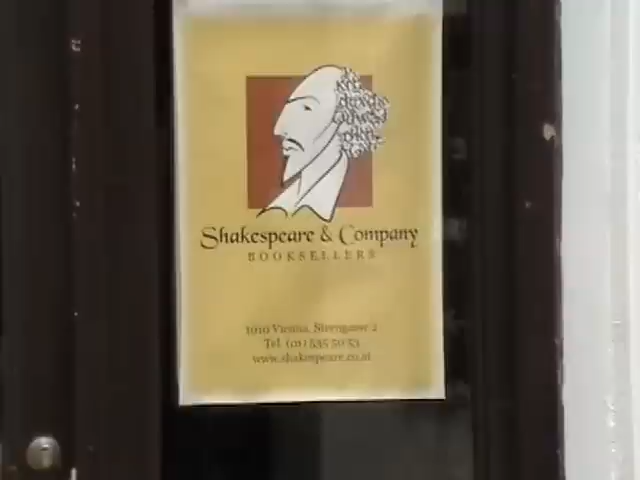 Shakespeare & Company
BOOKSELLERS
1010 Vienna, Sterngasse 2
Tel. (01) 535 50 53
www.shakespeare.co.at